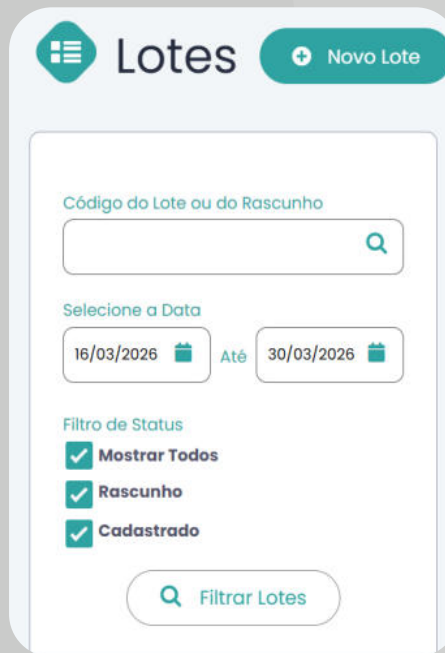 Lotes
Novo Lote
Código do Lote ou do Rascunho
Selecione a Data
16/03/2026 Até 30/03/2026
Filtro de Status
Mostrar Todos
Rascunho
Cadastrado
Filtrar Lotes